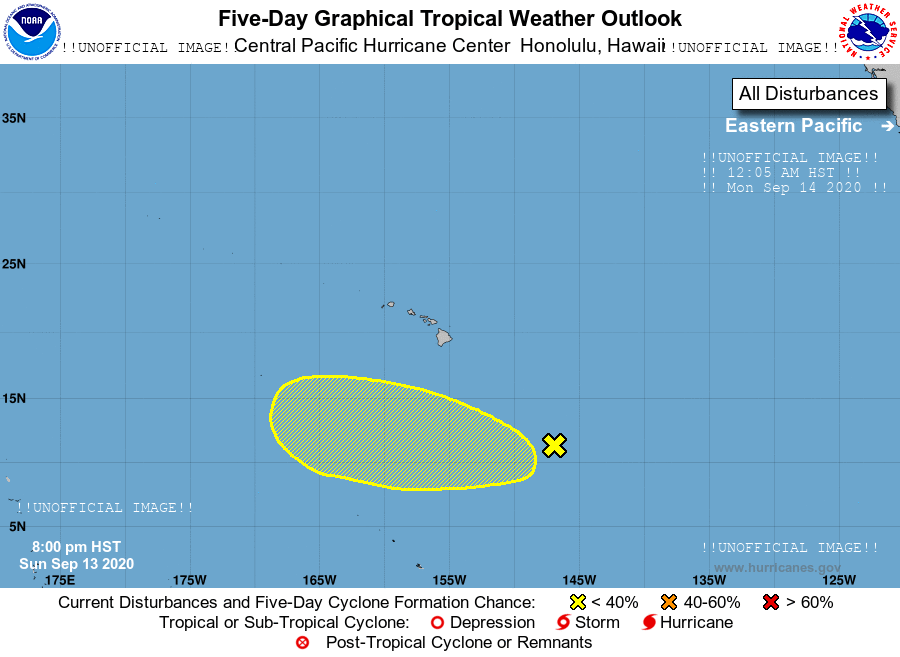 Five-Day Graphical Tropical Weather Outlook
!!UNOFFICIAL IMAGE! Central Pacific Hurricane Center Honolulu, Hawaii !UNOFFICIAL IMAGE!!
NOAA
NATIONAL WEATHER SERVICE
All Disturbances
35N
Eastern Pacific →
!!UNOFFICIAL IMAGE!!
!! 12:05 AM HST !!
!! Mon Sep 14 2020 !!
25N
15N
!!UNOFFICIAL IMAGE!!
5N
8:00 pm HST
Sun Sep 13 2020
!!UNOFFICIAL IMAGE!!
www.hurricanes.gov
175E 175W 165W 155W 145W 135W 125W
Current Disturbances and Five-Day Cyclone Formation Chance: < 40% 40-60% > 60%
Tropical or Sub-Tropical Cyclone: Depression Storm Hurricane
Post-Tropical Cyclone or Remnants